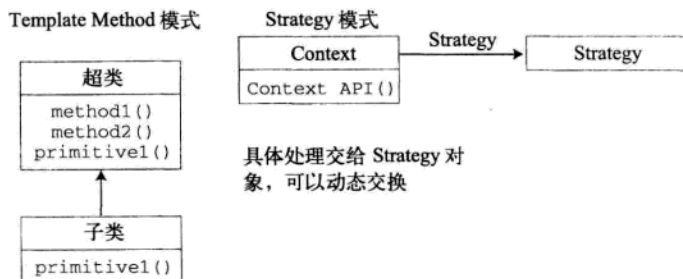 Template Method 模式
超类
method1()
method2()
primitive1()
子类
primitive1()
Strategy 模式
Context
Context API()
Strategy
Strategy
具体处理交给 Strategy 对
象，可以动态交换